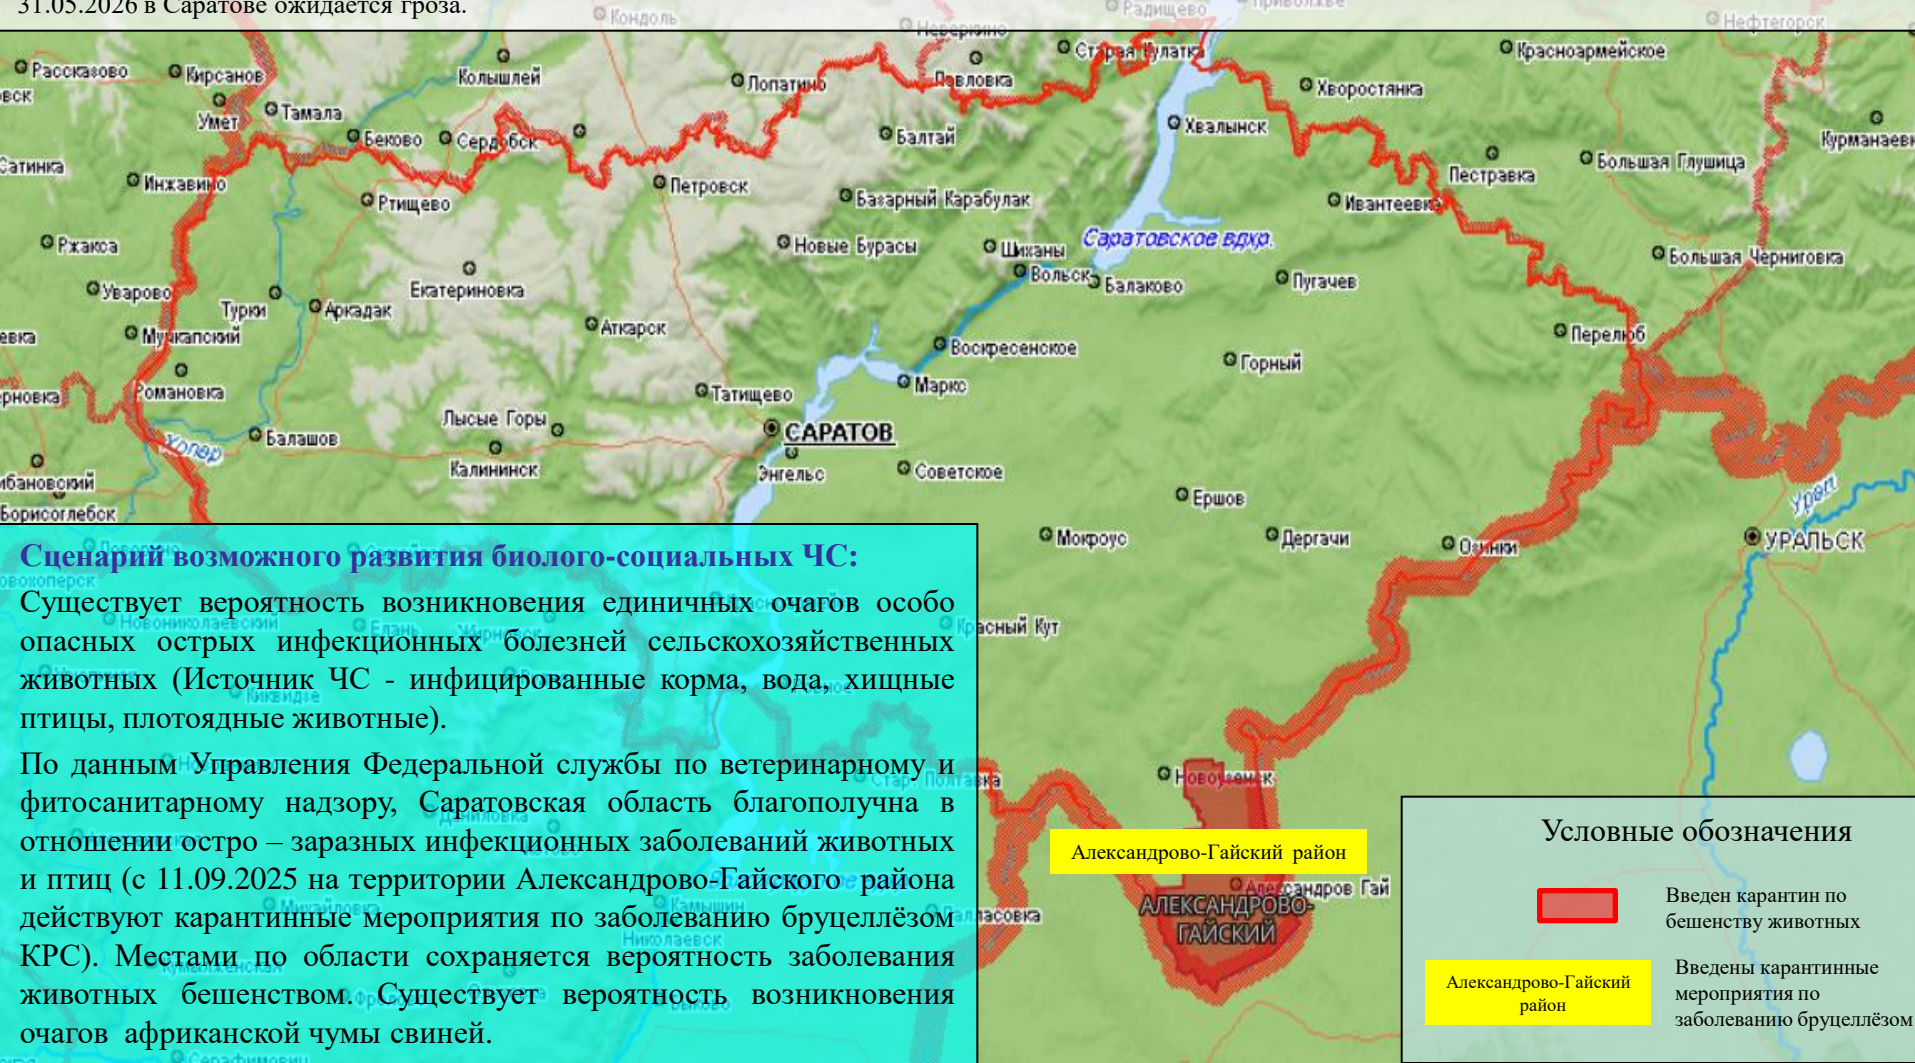 31.05.2026 в Саратове ожидается гроза.
Кондоль
Неверкино
Радищево
Приволжье
Нефтегорск
Рассказово
Кирсанов
Колышлей
Лопатино
Павловка
Старая Кулатка
Красноармейское
Хворостянка
Умет
Тамала
Беково
Сердобск
Балтай
Хвалынск
Сатинка
Инжавино
Ртищево
Петровск
Базарный Карабулак
Ивантеевка
Пестравка
Большая Глушица
Ржакса
Новые Бурасы
Шиханы
Саратовское вдхр.
Вольск
Балаково
Пугачев
Большая Черниговка
Уварово
Турки
Аркадак
Екатериновка
Аткарск
Воскресенское
Мучкапский
Перелюб
Горный
Маркс
Романовка
Татищево
Лысые Горы
САРАТОВ
Хопер
Балашов
Калининск
Энгельс
Советское
Ершов
Урал
Борисоглебск
Мокроус
Дергачи
Озинки
УРАЛЬСК
Сценарий возможного развития биолого-социальных ЧС:
Существует вероятность возникновения единичных очагов особо
опасных острых инфекционных болезней сельскохозяйственных
животных (Источник ЧС - инфицированные корма, вода, хищные
птицы, плотоядные животные).
По данным Управления Федеральной службы по ветеринарному и
фитосанитарному надзору, Саратовская область благополучна в
отношении остро – заразных инфекционных заболеваний животных
и птиц (с 11.09.2025 на территории Александрово-Гайского района
действуют карантинные мероприятия по заболеванию бруцеллёзом
КРС). Местами по области сохраняется вероятность заболевания
животных бешенством. Существует вероятность возникновения
очагов африканской чумы свиней.
Красный Кут
Новоузенск
Стар. Полтавка
Александрово-Гайский район
Александров Гай
АЛЕКСАНДРОВО-
ГАЙСКИЙ
Палласовка
Условные обозначения
Введен карантин по
бешенству животных
Александрово-Гайский
район
Введены карантинные
мероприятия по
заболеванию бруцеллёзом